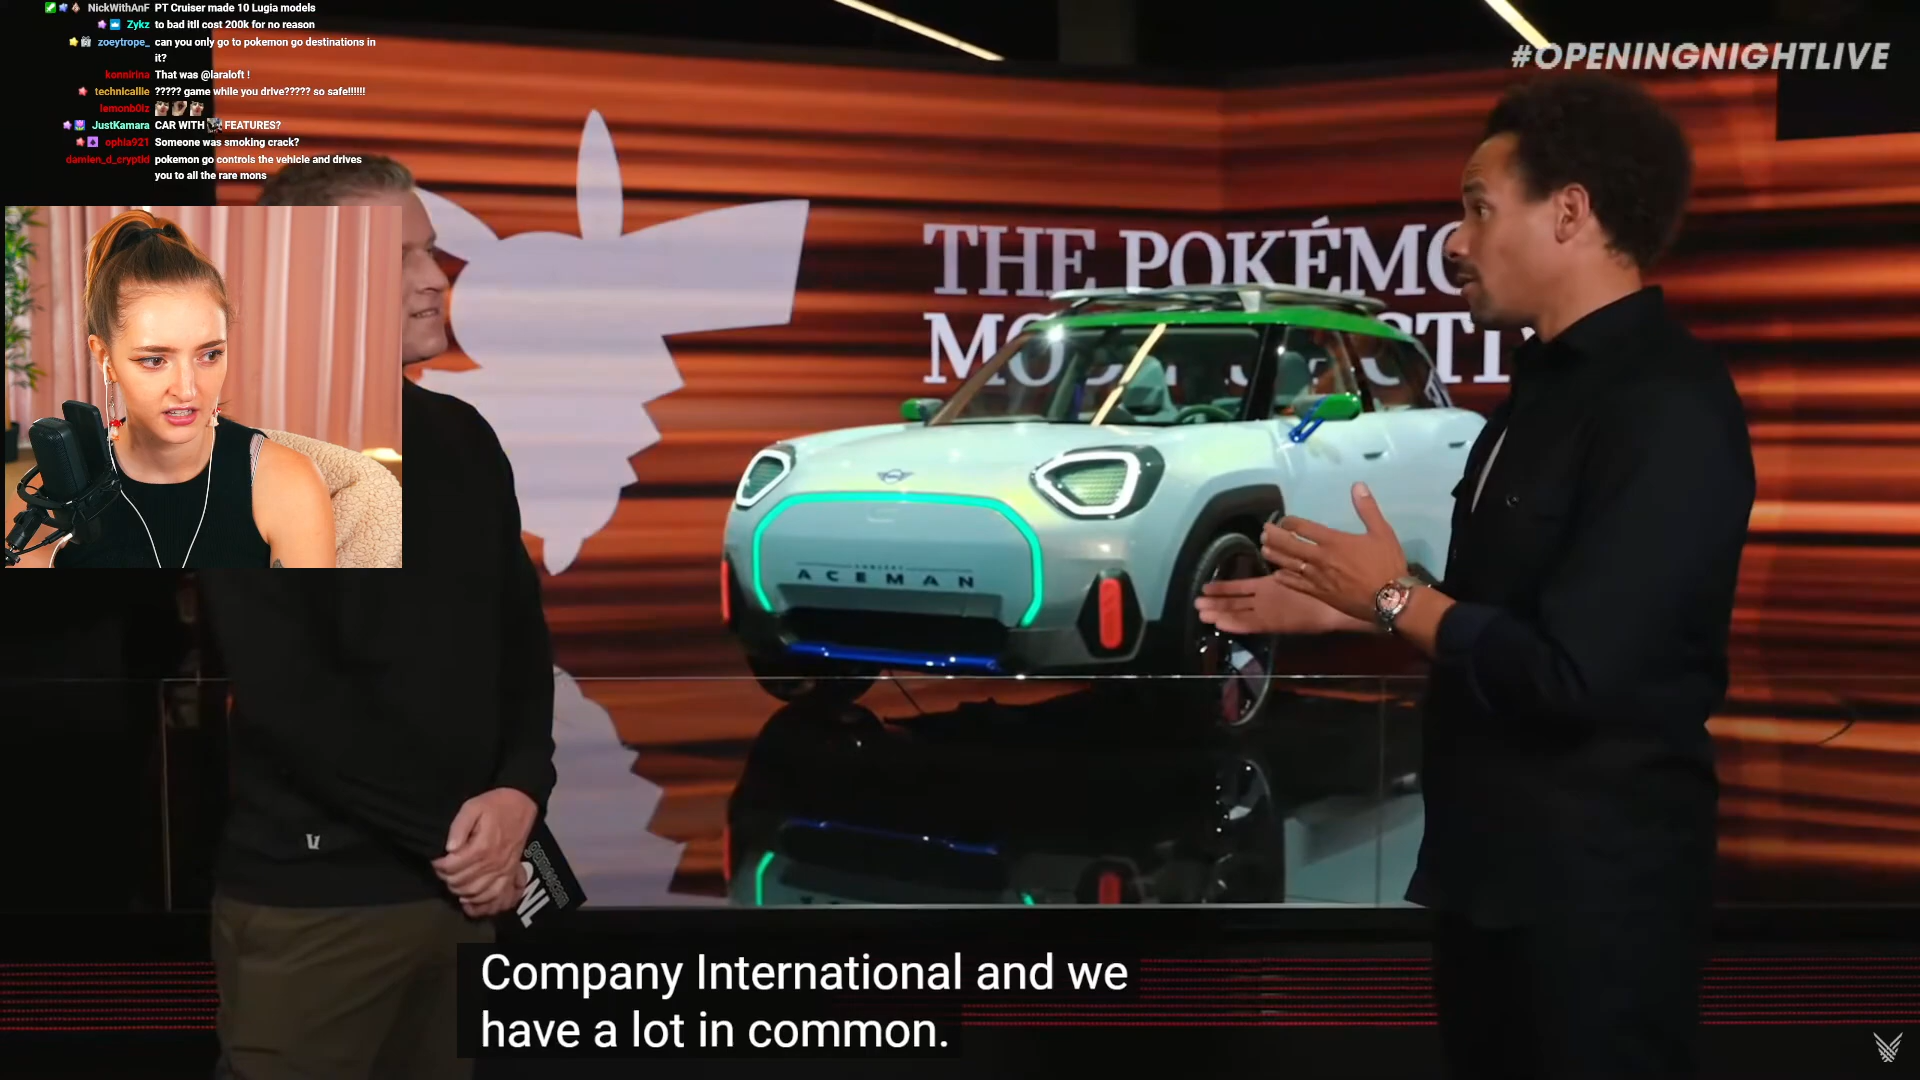 NickWithAnF PT Cruiser made 10 Lugia models
Zykz to bad itll cost 200k for no reason
zoeytrope_ can you only go to pokemon go destinations in
it?
konnirina That was @laraloft !
technicallie ????? game while you drive????? so safe!!!!!!
lemonb0iz
JustKamara CAR WITH FEATURES?
ophia921 Someone was smoking crack?
damien_d_cryptid pokemon go controls the vehicle and drives
you to all the rare mons
#OPENINGNIGHTLIVE
THE POKÉMO
CONCEPT
ACEMAN
gamescom
ONL
Company International and we
have a lot in common.